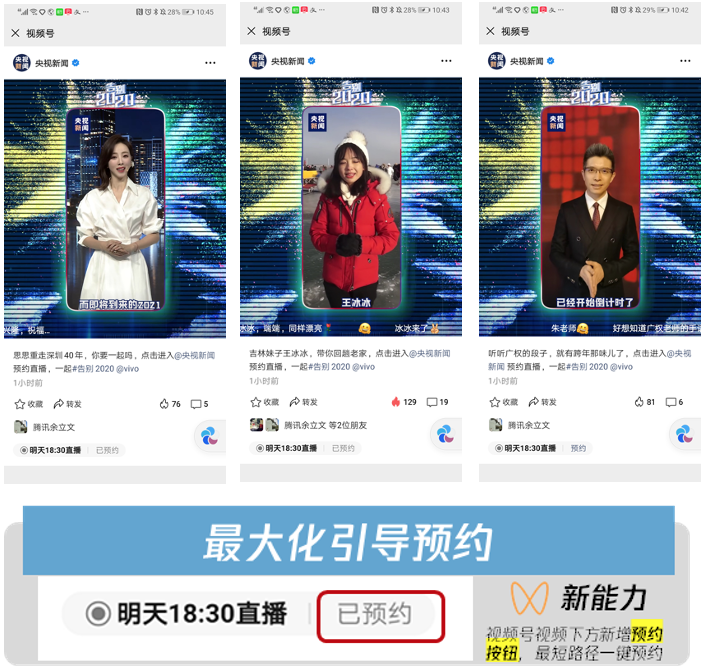 28% 10:45
视频号
央视新闻
告别
2020
央视
新闻
而即将到来的2021
兴隆，祝福...
思思重走深圳40年，你要一起吗，点击进入@央视新闻
预约直播，一起#告别 2020 @vivo
1小时前
收藏 转发 76 5
腾讯余立文
明天18:30直播 已预约
28% 10:43
视频号
央视新闻
告别
2020
央视
新闻
王冰冰
冰冰，端端，同样漂亮 冰冰来了
吉林妹子王冰冰，带你回趟老家，点击进入@央视新闻
预约直播，一起#告别 2020 @vivo
1小时前
收藏 转发 129 19
腾讯余立文 等2位朋友
明天18:30直播 已预约
29% 10:42
视频号
央视新闻
告别
2020
央视
新闻
已经开始倒计时了
朱老师 好想知道广权老师的手
听听广权的段子，就有跨年那味儿了，点击进入@央视
新闻 预约直播，一起#告别 2020 @vivo
1小时前
收藏 转发 81 6
腾讯余立文
明天18:30直播 预约
最大化引导预约
明天18:30直播 已预约
新能力
视频号视频下方新增预约
按钮，最短路径一键预约